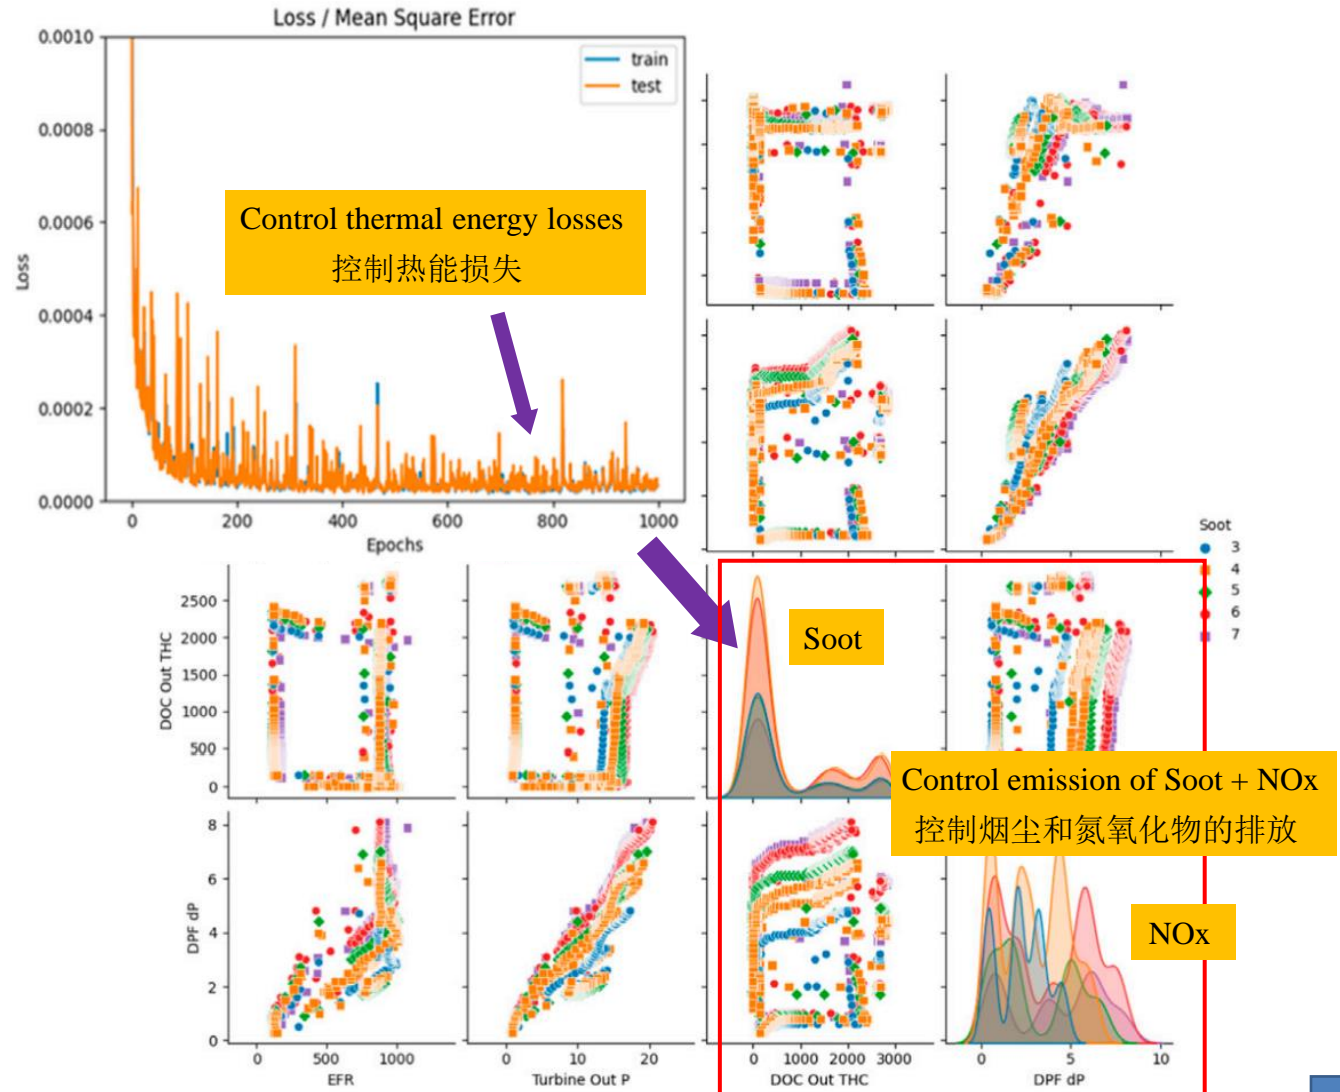 Loss / Mean Square Error
0.0010
0.0008
0.0006
0.0004
0.0002
0.0000
Loss
train
test
Control thermal energy losses
控制热能损失
0 200 400 600 800 1000
Epochs
Soot
3
4
5
6
7
2500
2000
1500
1000
500
0
DOC Out THC
Soot
Control emission of Soot + NOx
控制烟尘和氮氧化物的排放
NOx
8
6
4
2
0
DPF dP
0 500 1000
EFR
0 10 20
Turbine Out P
0 1000 2000 3000
DOC Out THC
0 5 10
DPF dP